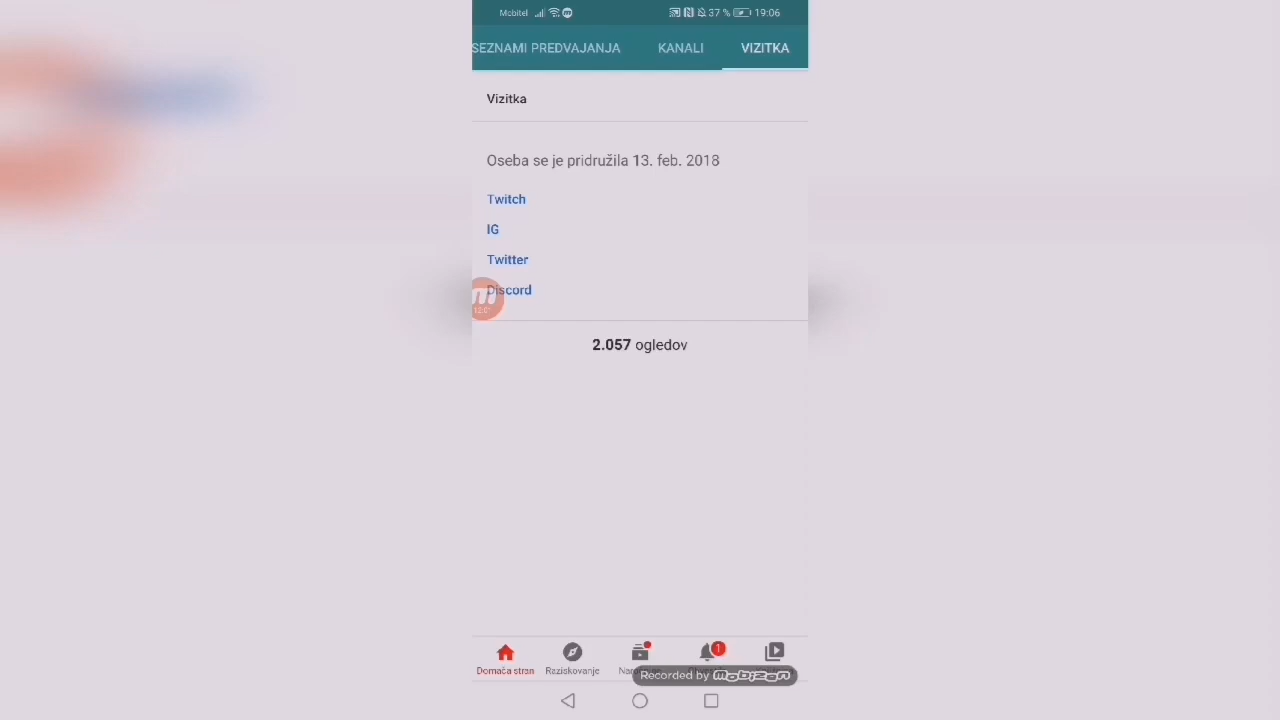 Mobitel 37 % 19:06
SEZNAMI PREDVAJANJA KANALI VIZITKA
Vizitka
Oseba se je pridružila 13. feb. 2018
Twitch
IG
Twitter
Discord
2.057 ogledov
1
Domača stran Raziskovanje
Recorded by mobizen